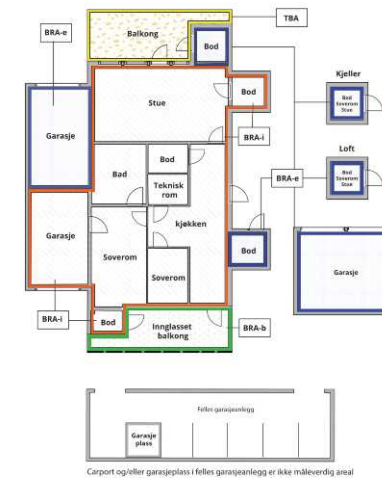 BRA-e
Balkong
TBA
Bod
Kjeller
Stue
Bod
Bod
Soverom
Stue
Garasje
BRA-i
Loft
Bad
Bod
Teknisk
rom
BRA-e
Bod
Soverom
Stue
Garasje
kjøkken
Bod
Soverom
Soverom
Garasje
BRA-i
Bod
Innglasset
balkong
BRA-b
Felles garasjeanlegg
Garasje
plass
Carport og/eller garasjeplass i felles garasjeanlegg er ikke måleverdig areal